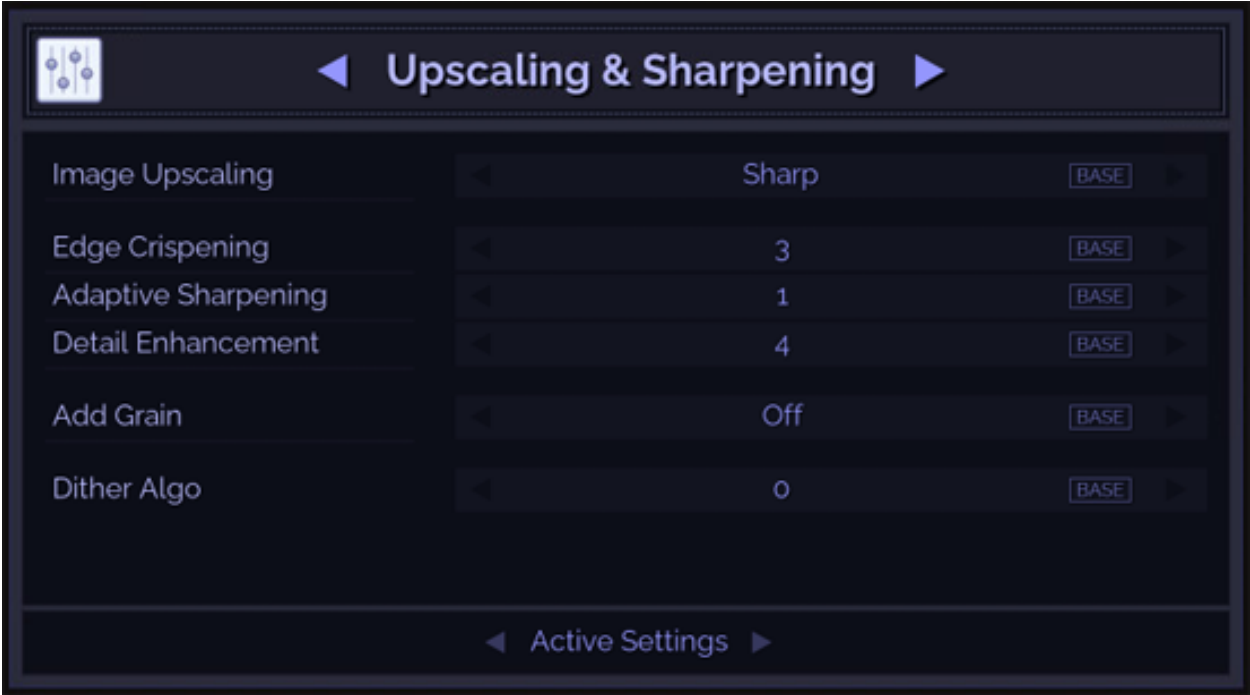 Upscaling & Sharpening
Image Upscaling Sharp BASE
Edge Crispening 3 BASE
Adaptive Sharpening 1 BASE
Detail Enhancement 4 BASE
Add Grain Off BASE
Dither Algo 0 BASE
Active Settings